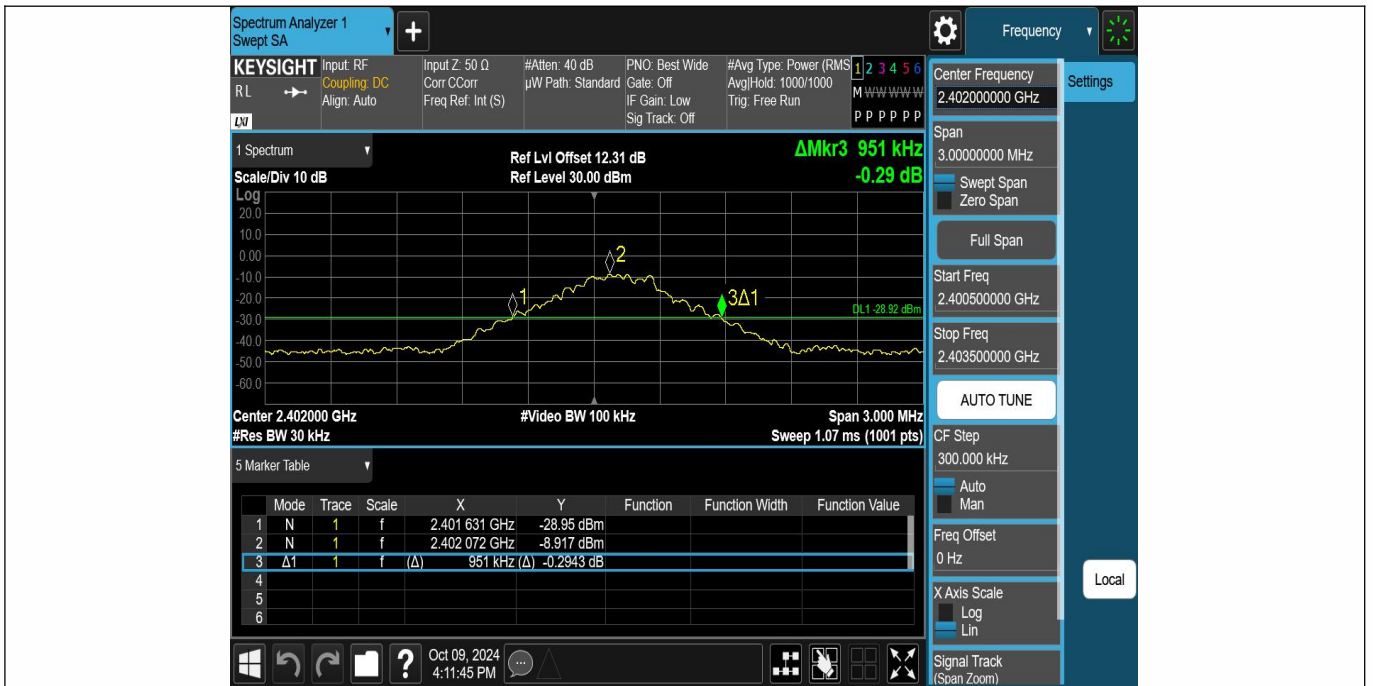 Spectrum Analyzer 1
Swept SA
+
Frequency
KEYSIGHT
RL
LXI
Input: RF
Coupling: DC
Align: Auto
Input Z: 50 Ω
Corr CCorr
Freq Ref: Int (S)
#Atten: 40 dB
µW Path: Standard
PNO: Best Wide
Gate: Off
IF Gain: Low
Sig Track: Off
#Avg Type: Power (RMS
Avg|Hold: 1000/1000
Trig: Free Run
1 2 3 4 5 6
M W W W W W
P P P P P P
1 Spectrum
Scale/Div 10 dB
Ref Lvl Offset 12.31 dB
Ref Level 30.00 dBm
ΔMkr3 951 kHz
-0.29 dB
Log
20.0
10.0
0.00
-10.0
-20.0
-30.0
-40.0
-50.0
-60.0
1
2
3Δ1
DL1 -28.92 dBm
Center 2.402000 GHz
#Video BW 100 kHz
Span 3.000 MHz
#Res BW 30 kHz
Sweep 1.07 ms (1001 pts)
5 Marker Table
Mode Trace Scale X Y Function Function Width Function Value
1 N 1 f 2.401 631 GHz -28.95 dBm
2 N 1 f 2.402 072 GHz -8.917 dBm
3 Δ1 1 f (Δ) 951 kHz (Δ) -0.2943 dB
4
5
6
?
Oct 09, 2024
4:11:45 PM
Center Frequency
2.402000000 GHz
Settings
Span
3.00000000 MHz
Swept Span
Zero Span
Full Span
Start Freq
2.400500000 GHz
Stop Freq
2.403500000 GHz
AUTO TUNE
CF Step
300.000 kHz
Auto
Man
Freq Offset
0 Hz
Local
X Axis Scale
Log
Lin
Signal Track
(Span Zoom)